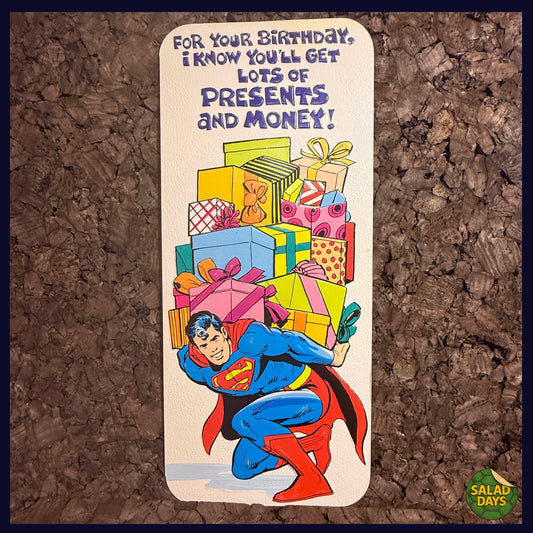 FOR YOUR BiRTHDAY,
i KNOW YOU'LL GET
LOTS OF
PRESENTS
AND MONEY!
S
SALAD
DAYS